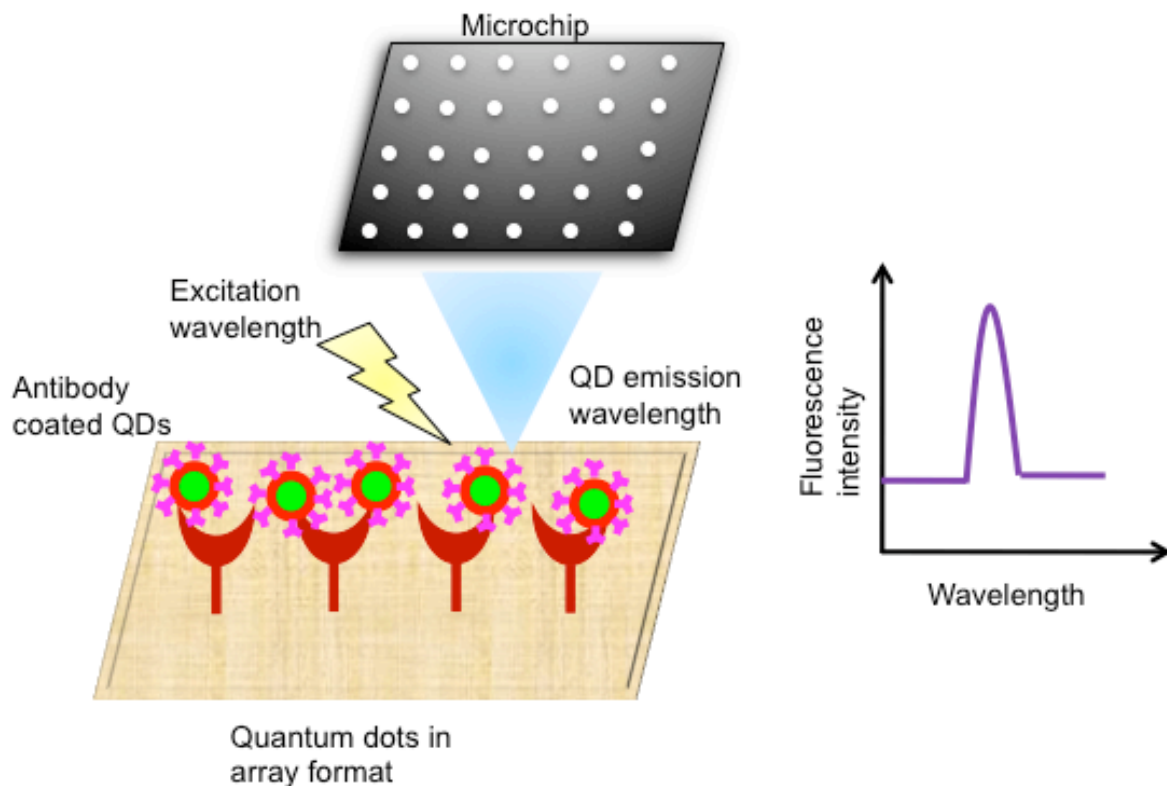 Microchip
Excitation
wavelength
Antibody
coated QDs
QD emission
wavelength
Fluorescence
intensity
Wavelength
Quantum dots in
array format